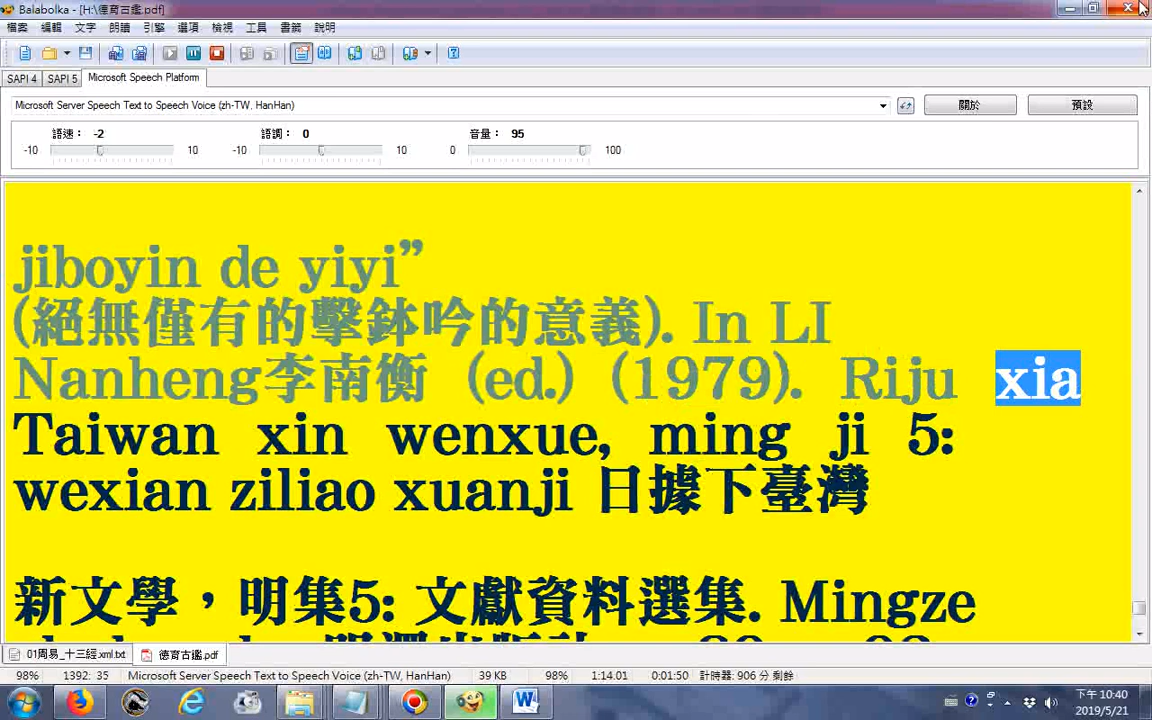 Balabolka - [H:\德育古鑑.pdf]
檔案 編輯 文字 朗讀 引擎 選項 檢視 工具 書籤 說明
SAPI 4 SAPI 5 Microsoft Speech Platform
Microsoft Server Speech Text to Speech Voice (zh-TW, HanHan) 關於 預設
語速： -2 語調： 0 音量： 95
-10 10 -10 10 0 100
jiboyin de yiyi”
(絕無僅有的擊鉢吟的意義). In LI
Nanheng李南衡 (ed.) (1979). Riju xia
Taiwan xin wenxue, ming ji 5:
wexian ziliao xuanji 日據下臺灣
新文學，明集5: 文獻資料選集. Mingze
01周易_十三經.xml.txt 德育古鑑.pdf
98% 1392: 35 Microsoft Server Speech Text to Speech Voice (zh-TW, HanHan) 39 KB 98% 1:14.01 0:01:50 計時器: 906 分 剩餘
下午 10:40
2019/5/21